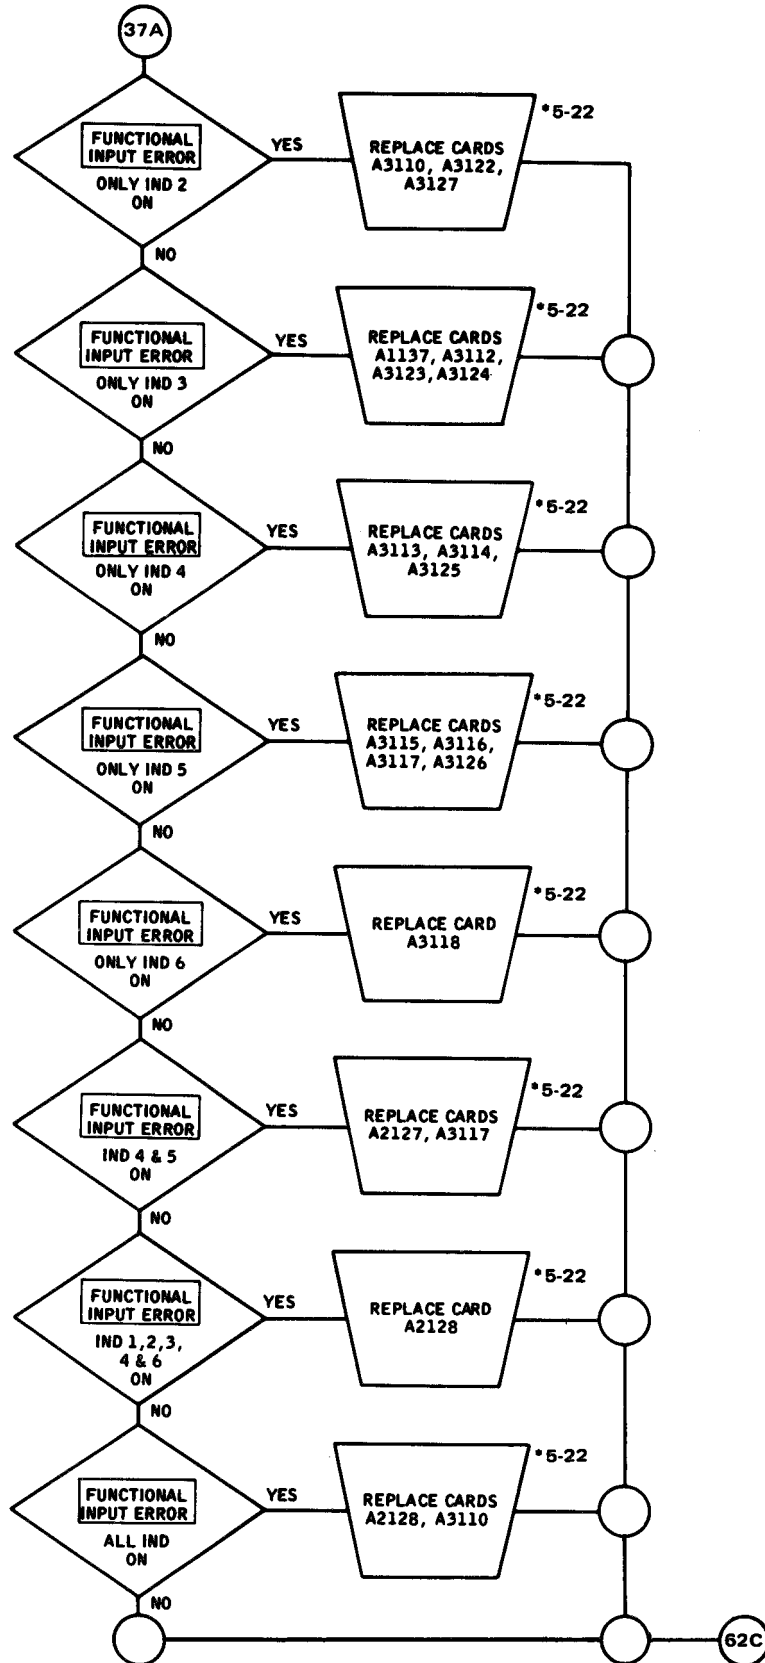 37A
FUNCTIONAL
INPUT ERROR
ONLY IND 2
ON
YES
REPLACE CARDS
A3110, A3122,
A3127
*5-22
NO
FUNCTIONAL
INPUT ERROR
ONLY IND 3
ON
YES
REPLACE CARDS
A1137, A3112,
A3123, A3124
*5-22
NO
FUNCTIONAL
INPUT ERROR
ONLY IND 4
ON
YES
REPLACE CARDS
A3113, A3114,
A3125
*5-22
NO
FUNCTIONAL
INPUT ERROR
ONLY IND 5
ON
YES
REPLACE CARDS
A3115, A3116,
A3117, A3126
*5-22
NO
FUNCTIONAL
INPUT ERROR
ONLY IND 6
ON
YES
REPLACE CARD
A3118
*5-22
NO
FUNCTIONAL
INPUT ERROR
IND 4 & 5
ON
YES
REPLACE CARDS
A2127, A3117
*5-22
NO
FUNCTIONAL
INPUT ERROR
IND 1,2,3,
4 & 6
ON
YES
REPLACE CARD
A2128
*5-22
NO
FUNCTIONAL
INPUT ERROR
ALL IND
ON
YES
REPLACE CARDS
A2128, A3110
*5-22
NO
62C